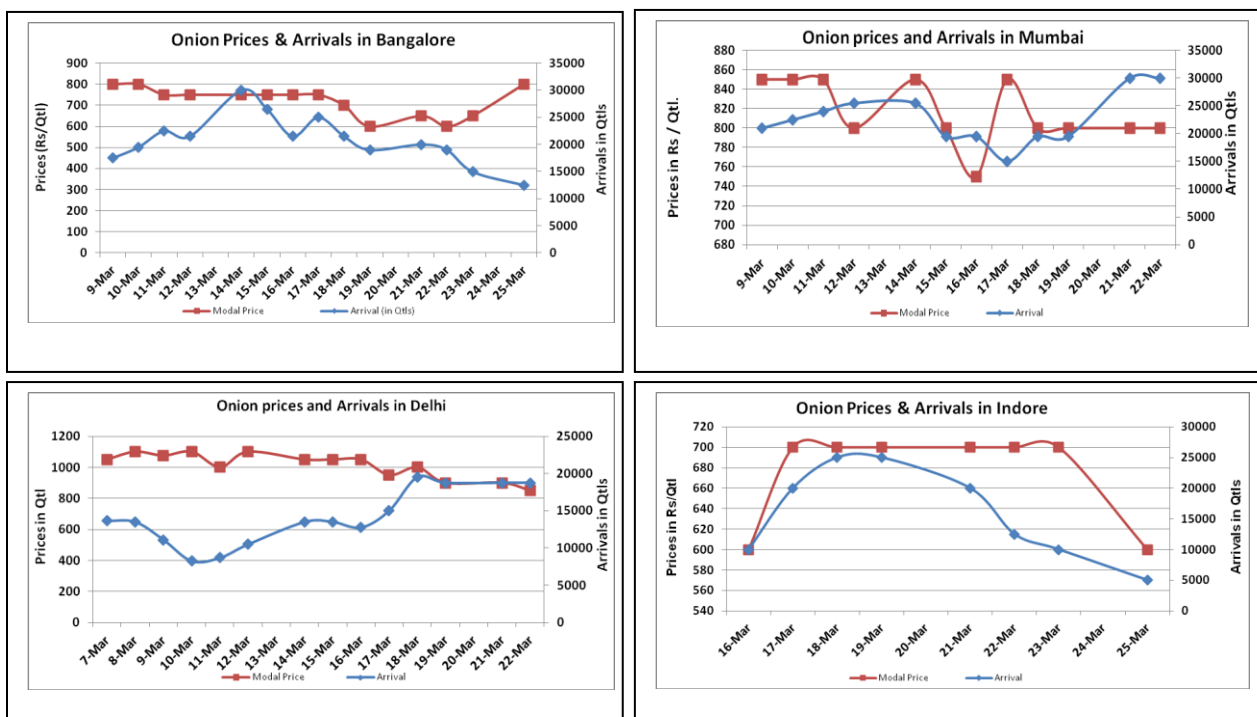 Onion Prices & Arrivals in Bangalore
Prices (Rs/Qtl)
900
800
700
600
500
400
300
200
100
0
35000
30000
25000
20000
15000
10000
5000
0
Arrivals in Qtls
9-Mar
10-Mar
11-Mar
12-Mar
13-Mar
14-Mar
15-Mar
16-Mar
17-Mar
18-Mar
19-Mar
20-Mar
21-Mar
22-Mar
23-Mar
24-Mar
25-Mar
Modal Price
Arrival (in Qtls)
Onion prices and Arrivals in Mumbai
Prices in Rs / Qtl.
880
860
840
820
800
780
760
740
720
700
680
35000
30000
25000
20000
15000
10000
5000
0
Arrivals in Qtls
9-Mar
10-Mar
11-Mar
12-Mar
13-Mar
14-Mar
15-Mar
16-Mar
17-Mar
18-Mar
19-Mar
20-Mar
21-Mar
22-Mar
Modal Price
Arrival
Onion prices and Arrivals in Delhi
Prices in Qtl
1200
1000
800
600
400
200
0
25000
20000
15000
10000
5000
0
Arrivals in Qtls
7-Mar
8-Mar
9-Mar
10-Mar
11-Mar
12-Mar
13-Mar
14-Mar
15-Mar
16-Mar
17-Mar
18-Mar
19-Mar
20-Mar
21-Mar
22-Mar
Modal Price
Arrival
Onion Prices & Arrivals in Indore
Prices in Rs/Qtl
720
700
680
660
640
620
600
580
560
540
30000
25000
20000
15000
10000
5000
0
Arrivals in Qtls
16-Mar
17-Mar
18-Mar
19-Mar
20-Mar
21-Mar
22-Mar
23-Mar
24-Mar
25-Mar
Modal Price
Arrival